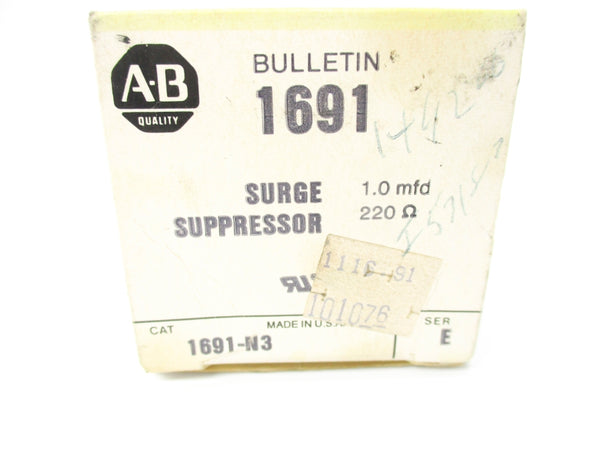 A-B
QUALITY
BULLETIN
1691
SURGE SUPPRESSOR
1.0 mfd
220 Ω
1116-91
101076
CAT
1691-N3
MADE IN U.S.A.
SER
E